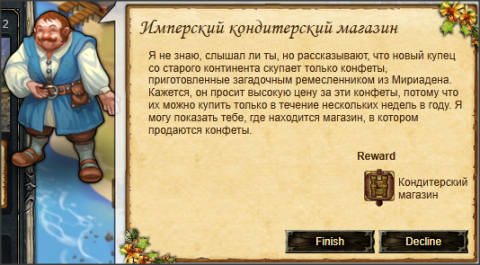 2
Имперский кондитерский магазин
Я не знаю, слышал ли ты, но рассказывают, что новый купец
со старого континента скупает только конфеты,
приготовленные загадочным ремесленником из Мириадена.
Кажется, он просит высокую цену за эти конфеты, потому что
их можно купить только в течение нескольких недель в году. Я
могу показать тебе, где находится магазин, в котором
продаются конфеты.
Reward
Кондитерский
магазин
Finish
Decline